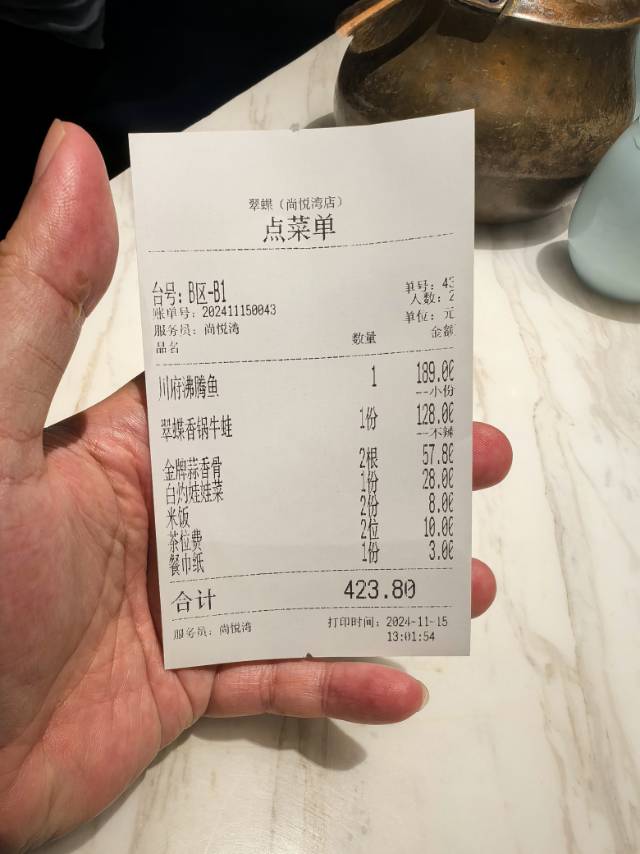 翠蝶（尚悦湾店）
点菜单
台号：B区-B1 单号：43
账单号：202411150043 人数：2
服务员：尚悦湾 单位：元
品名 数量 金额
川府沸腾鱼 1 189.00
--小份
翠蝶香锅牛蛙 1份 128.00
--不辣
金牌蒜香骨 2根 57.80
白灼娃娃菜 1份 28.00
米饭 2份 8.00
茶位费 2位 10.00
餐巾纸 1份 3.00
合计 423.80
服务员：尚悦湾 打印时间：2024-11-15
13:01:54